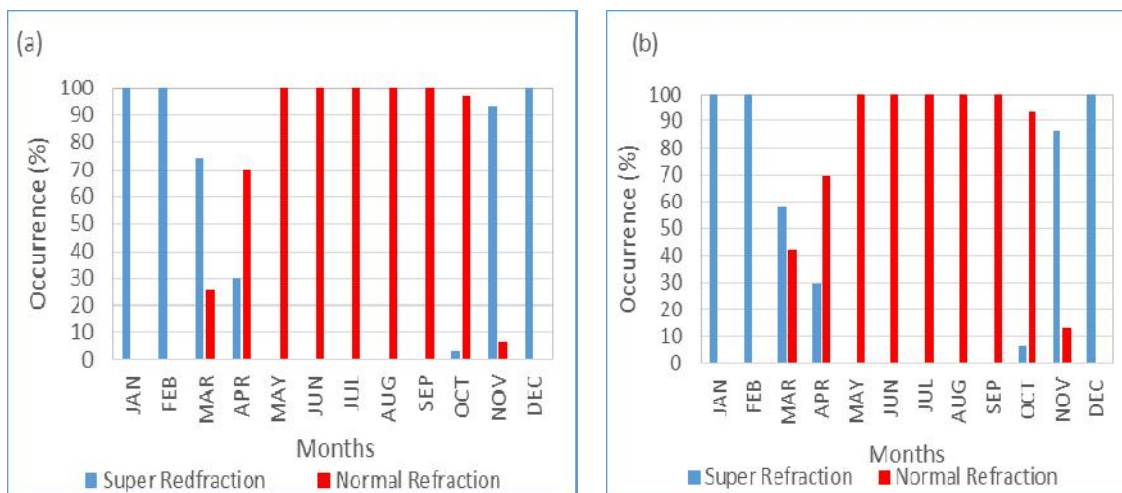 (a)
100
90
80
70
60
50
40
30
20
10
0
Occurrence (%)
JAN FEB MAR APR MAY JUN JUL AUG SEP OCT NOV DEC
Months
Super Redfraction Normal Refraction
(b)
100
90
80
70
60
50
40
30
20
10
0
Occurrence (%)
JAN FEB MAR APR MAY JUN JUL AUG SEP OCT NOV DEC
Months
Super Refraction Normal Refraction